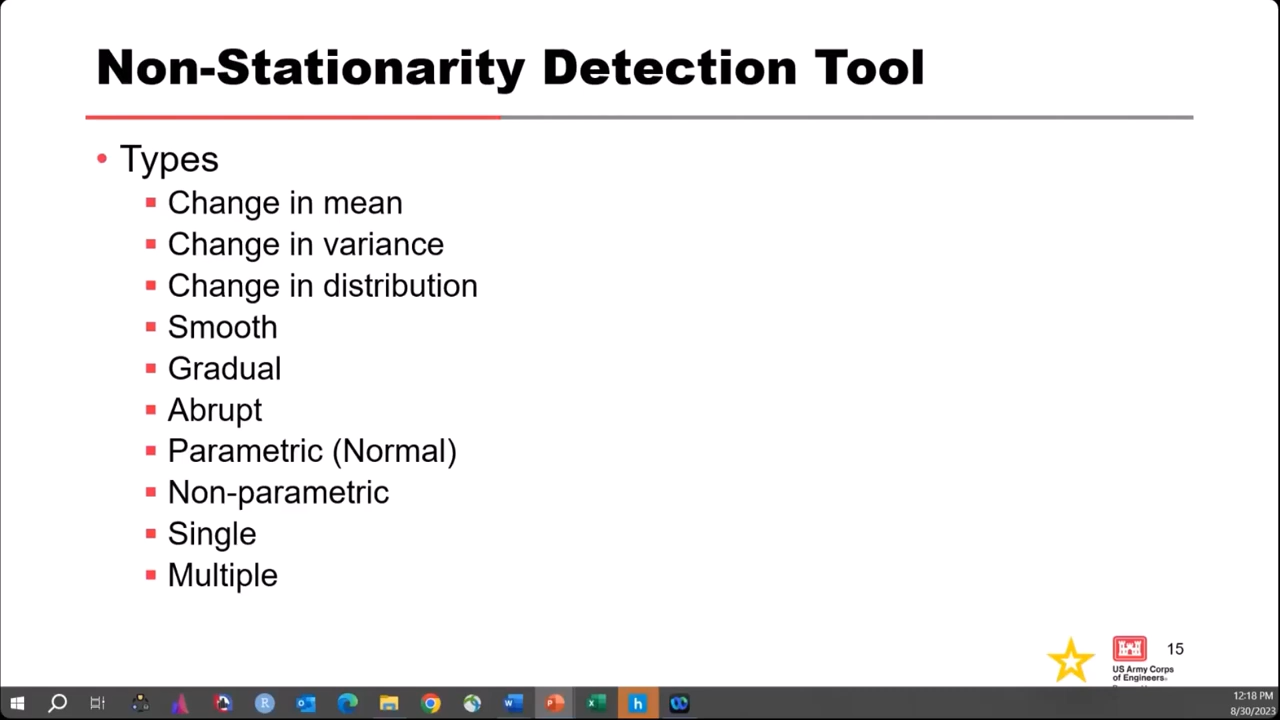 Non-Stationarity Detection Tool
• Types
▪ Change in mean
▪ Change in variance
▪ Change in distribution
▪ Smooth
▪ Gradual
▪ Abrupt
▪ Parametric (Normal)
▪ Non-parametric
▪ Single
▪ Multiple
15
US Army Corps
of Engineers®
12:18 PM
8/30/2023